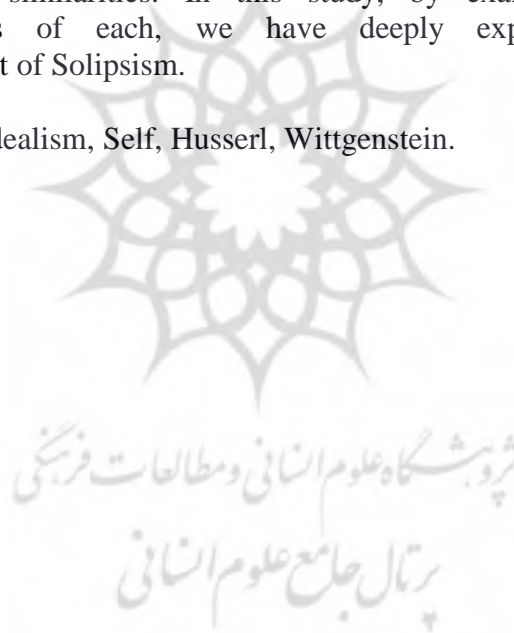 similarities. In this study, by exa
s of each, we have deeply exp
t of Solipsism.
dealism, Self, Husserl, Wittgenstein.
پژوهشگاه علوم انسانی و مطالعات فرهنگی
پرتال جامع علوم انسانی